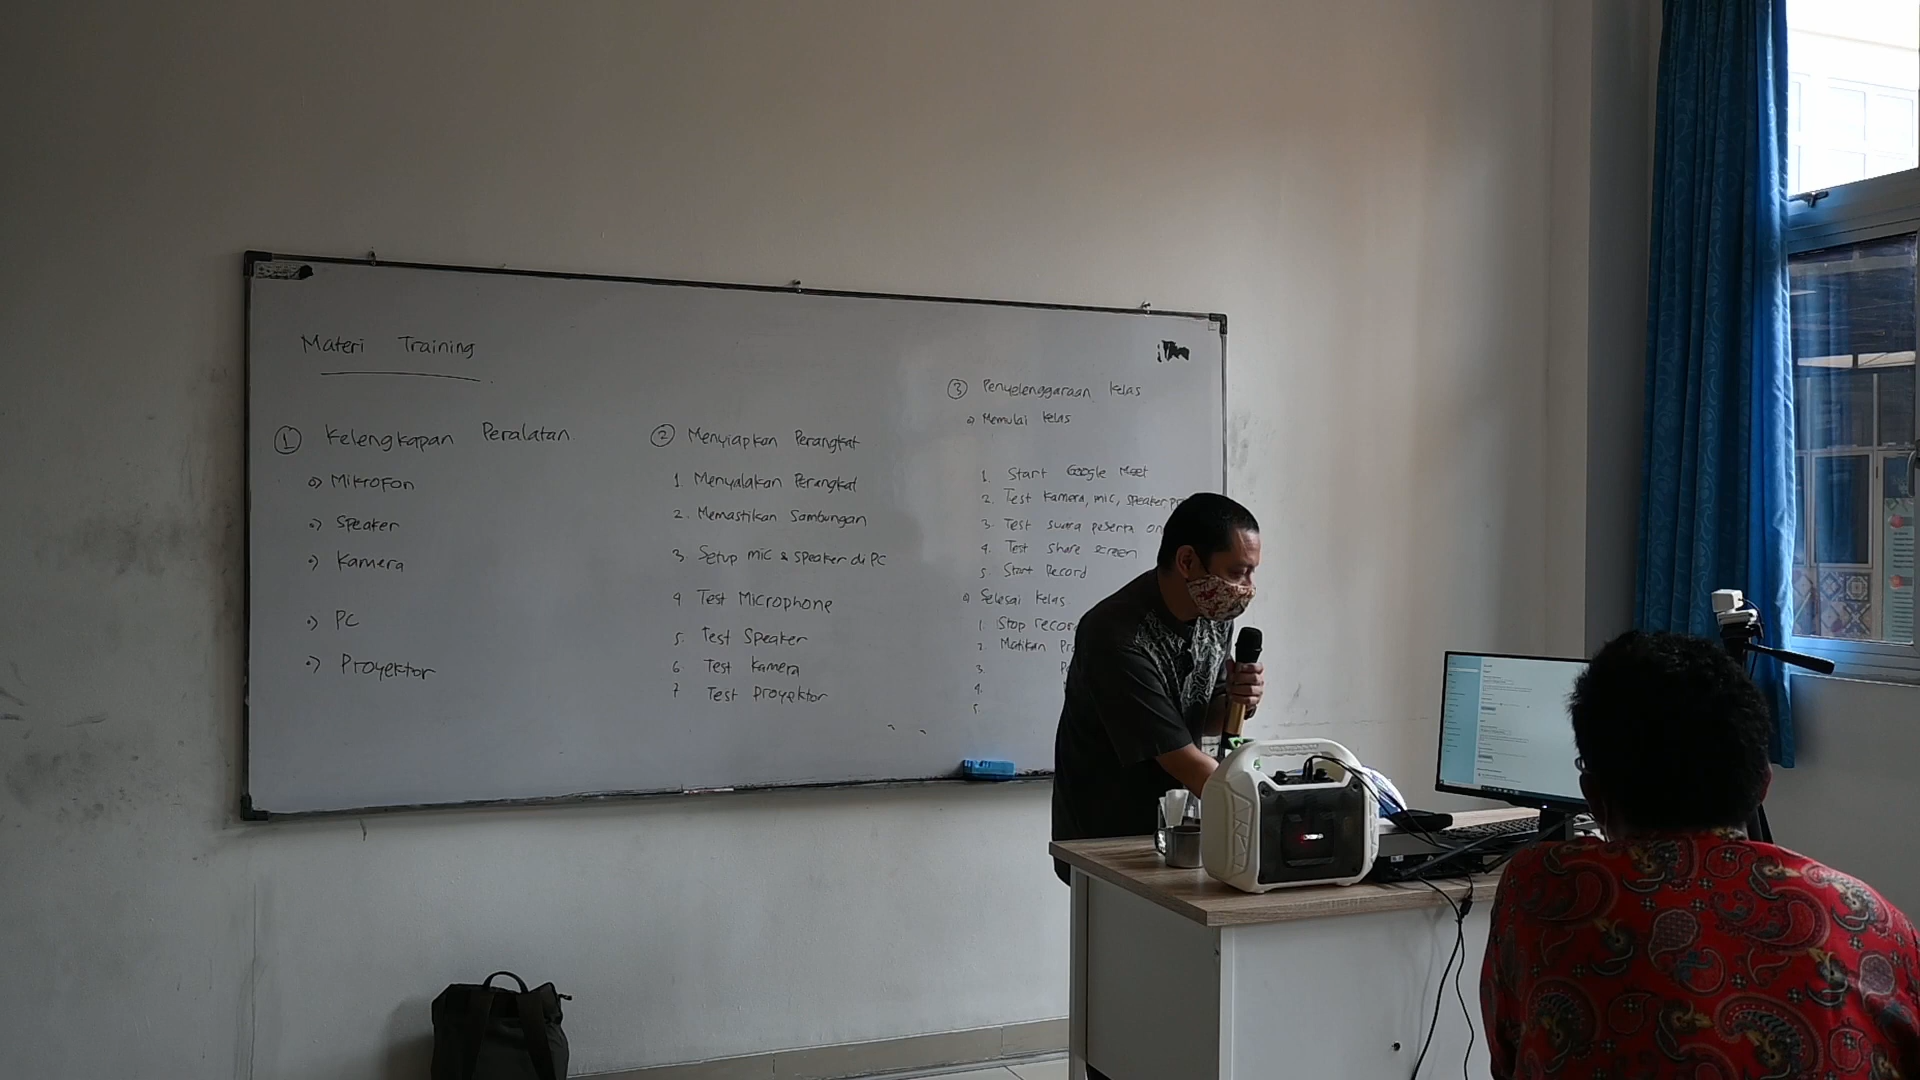 Materi Training
① Kelengkapan Peralatan
Mikrofon
Speaker
Kamera
PC
Proyektor
② Menyiapkan Perangkat
1. Menyalakan Perangkat
2. Memastikan Sambungan
3. Setup mic & speaker di PC
4 Test Microphone
5. Test Speaker
6 Test Kamera
7 Test Proyektor
③ Penyelenggaraan Kelas
Memulai Kelas
1. Start Google Meet
2. Test Kamera, mic, speaker,
3. Test suara peserta
4. Test share screen
5. Start Record
Selesai Kelas
1. Stop
2. Matikan
3.
4.
5.